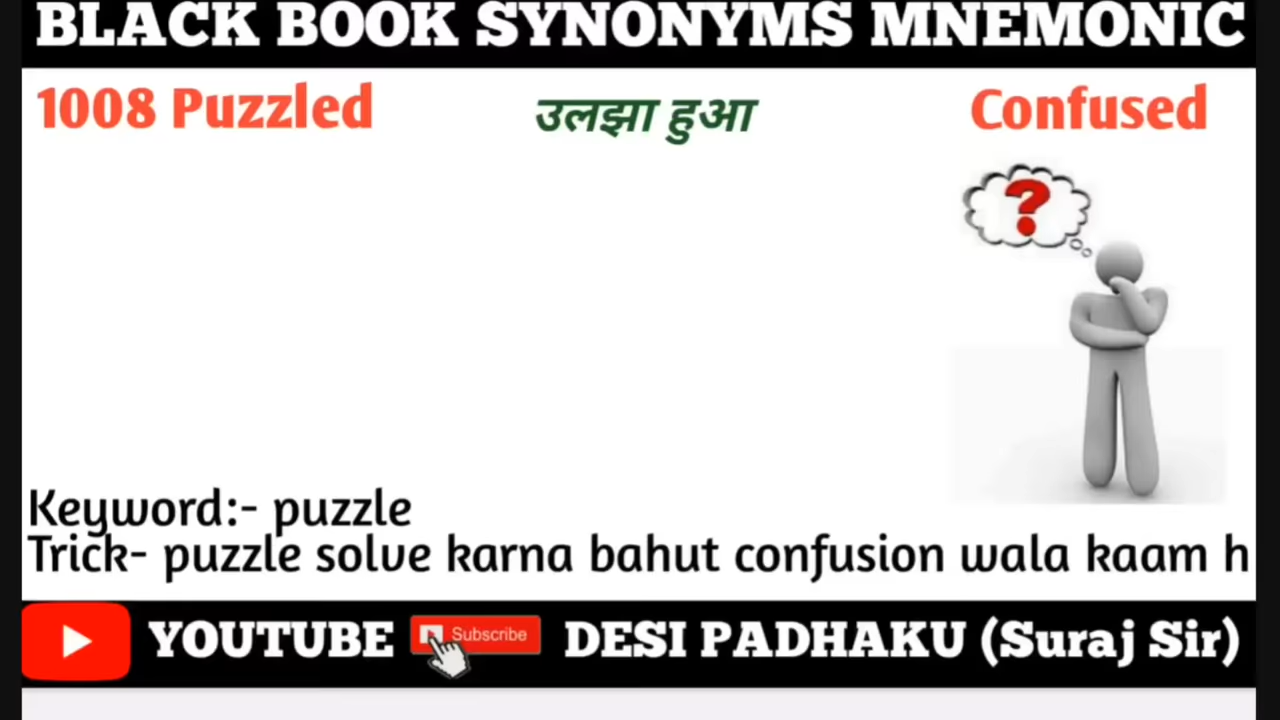 BLACK BOOK SYNONYMS MNEMONIC
1008 Puzzled उलझा हुआ Confused
?
Keyword:- puzzle
Trick- puzzle solve karna bahut confusion wala kaam h
YOUTUBE Subscribe DESI PADHAKU (Suraj Sir)